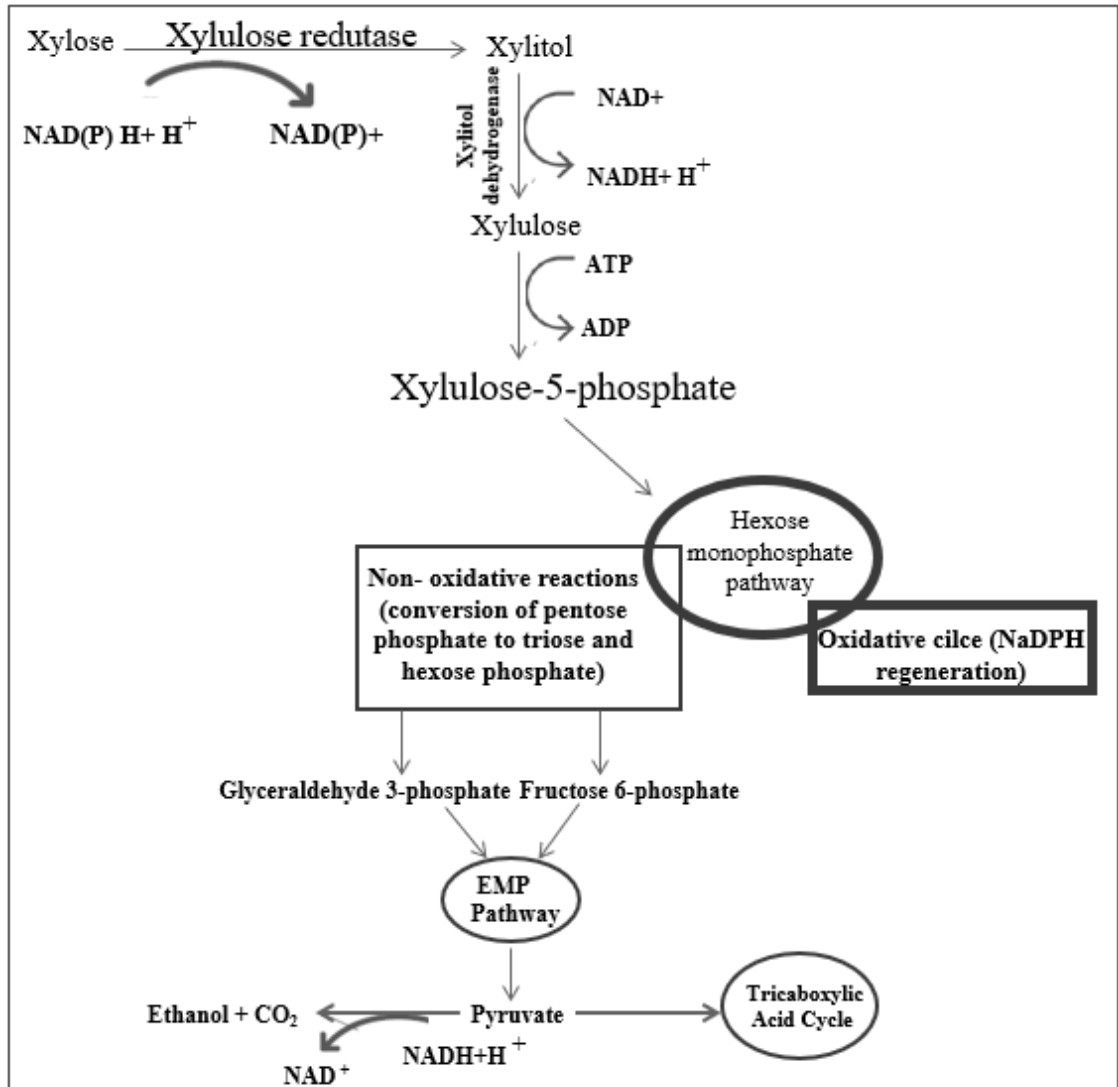 Xylose
Xylulose redutase
Xylitol
NAD(P) H+ H+
NAD(P)+
Xylitol
dehydrogenase
NAD+
NADH+ H+
Xylulose
ATP
ADP
Xylulose-5-phosphate
Hexose
monophosphate
pathway
Non- oxidative reactions
(conversion of pentose
phosphate to triose and
hexose phosphate)
Oxidative cilce (NaDPH
regeneration)
Glyceraldehyde 3-phosphate
Fructose 6-phosphate
EMP
Pathway
Ethanol + CO₂
Pyruvate
Tricaboxylic
Acid Cycle
NADH+H +
NAD +